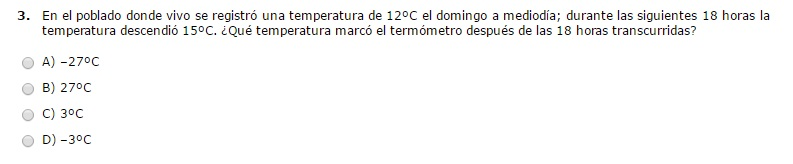 3. En el poblado donde vivo se registró una temperatura de 12ºC el domingo a mediodía; durante las siguientes 18 horas la
temperatura descendió 15ºC. ¿Qué temperatura marcó el termómetro después de las 18 horas transcurridas?
A) −27ºC
B) 27ºC
C) 3ºC
D) −3ºC